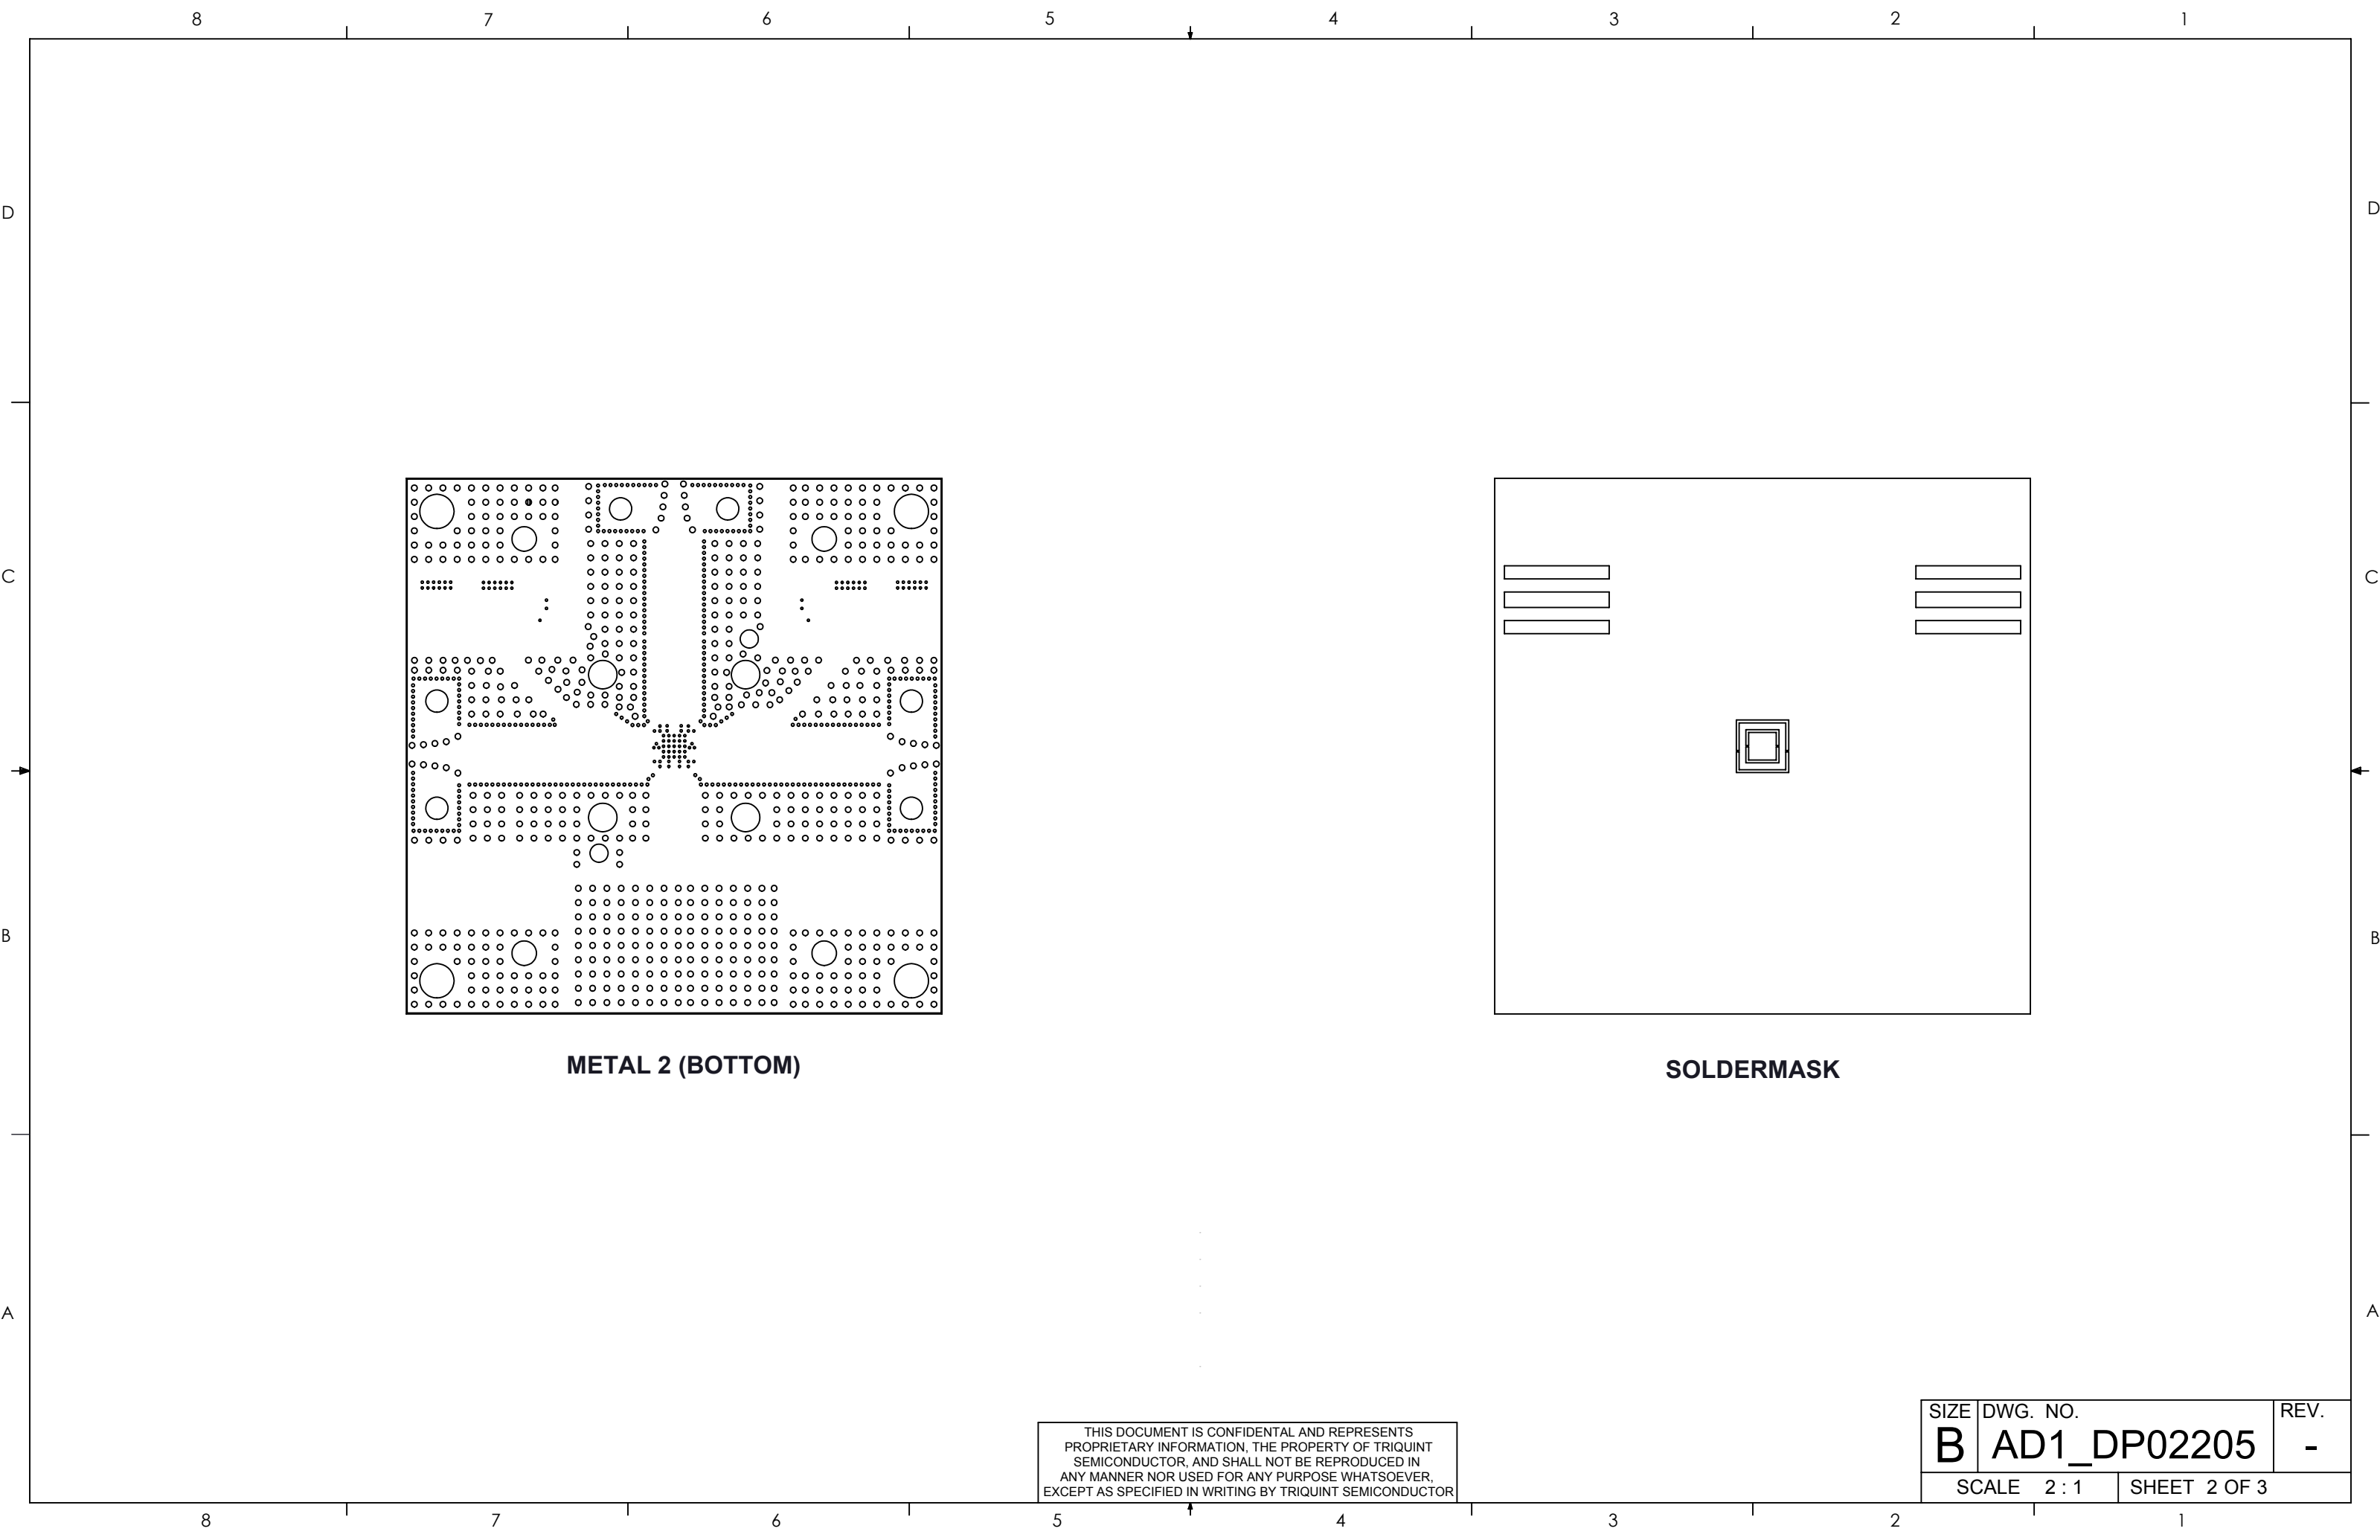 8 7 6 5 4 3 2 1
D D
C C
B B
A A
METAL 2 (BOTTOM)
SOLDERMASK
THIS DOCUMENT IS CONFIDENTAL AND REPRESENTS
PROPRIETARY INFORMATION, THE PROPERTY OF TRIQUINT
SEMICONDUCTOR, AND SHALL NOT BE REPRODUCED IN
ANY MANNER NOR USED FOR ANY PURPOSE WHATSOEVER,
EXCEPT AS SPECIFIED IN WRITING BY TRIQUINT SEMICONDUCTOR
SIZE DWG. NO. REV.
B AD1_DP02205 -
SCALE 2 : 1 SHEET 2 OF 3
8 7 6 5 4 3 2 1